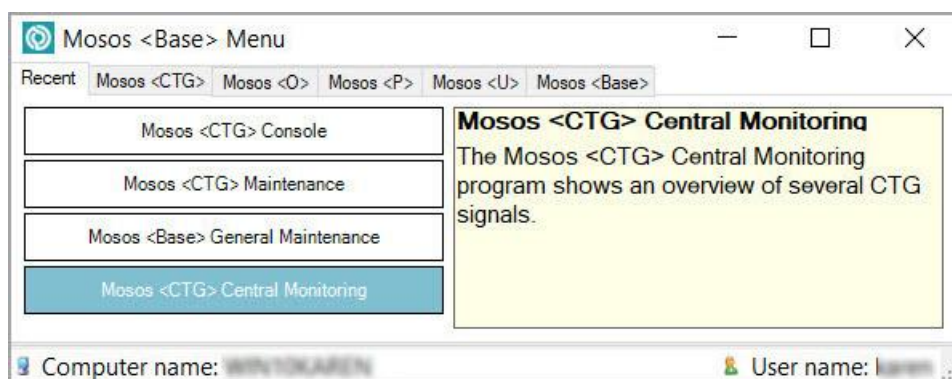 Mosos <Base> Menu
Recent Mosos <CTG> Mosos <O> Mosos <P> Mosos <U> Mosos <Base>
Mosos <CTG> Console
Mosos <CTG> Maintenance
Mosos <Base> General Maintenance
Mosos <CTG> Central Monitoring
Mosos <CTG> Central Monitoring
The Mosos <CTG> Central Monitoring
program shows an overview of several CTG
signals.
Computer name:
User name: